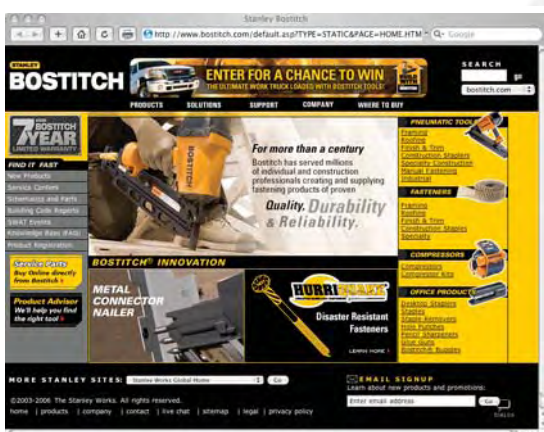 Stanley Bostitch
http://www.bostitch.com/default.asp?TYPE=STATIC&PAGE=HOME.HTM
Google
STANLEY
BOSTITCH
ENTER FOR A CHANCE TO WIN
THE ULTIMATE WORK TRUCK LOADED WITH BOSTITCH TOOLS!
SEARCH
bostitch.com
PRODUCTS
SOLUTIONS
SUPPORT
COMPANY
WHERE TO BUY
7 YEAR
BOSTITCH
LIMITED WARRANTY
FIND IT FAST
New Products
Service Content
Schematics and Parts
Building Code Reports
SWAT Events
Knowledge Base (FAQ)
Product Registration
Service Parts
Buy Online directly
from Bostitch
Product Advisor
We'll help you find
the right tool
BOSTITCH
For more than a century
Bostitch has served millions
of individual and construction
professionals creating and supplying
fastening products of proven
Quality, Durability
& Reliability.
BOSTITCH® INNOVATION
METAL
CONNECTOR
NAILER
HURRIQUAKE
Disaster Resistant
Fasteners
LEARN MORE
PNEUMATIC TOOLS
Framing
Roofing
Finish & Trim
Construction Staplers
Specialty Construction
Manual Fastening
Industrial
FASTENERS
Framing
Roofing
Finish & Trim
Construction Staples
Specialty
COMPRESSORS
Compressors
Compressor Kits
OFFICE PRODUCTS
Desktop Staplers
Staples
Staple Removers
Hole Punches
Pencil Sharpeners
Glue Guns
Bostitch® Buggies
MORE STANLEY SITES:
Stanley Works Global Home
Go
EMAIL SIGNUP
Learn about new products and promotions:
Enter email address
Go
©2003-2006 The Stanley Works. All rights reserved.
home | products | company | contact | live chat | sitemap | legal | privacy policy